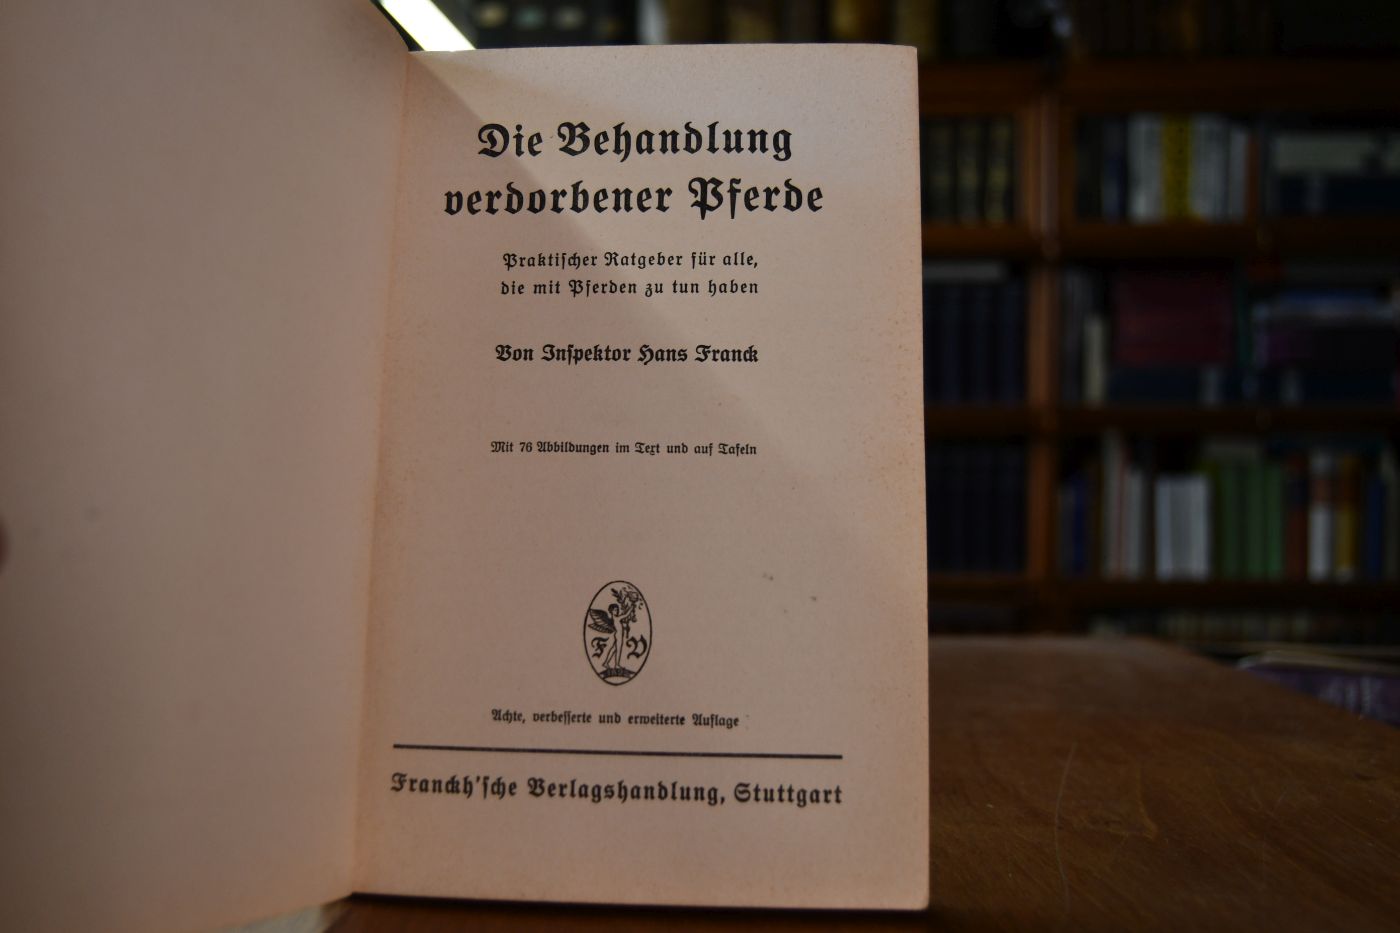 Die Behandlung
verdorbener Pferde
Praktiſcher Ratgeber für alle,
die mit Pferden zu tun haben
Von Inſpektor Hans Franck
Mit 76 Abbildungen im Text und auf Tafeln
F V
Achte, verbeſſerte und erweiterte Auflage
Franckh'ſche Verlagshandlung, Stuttgart